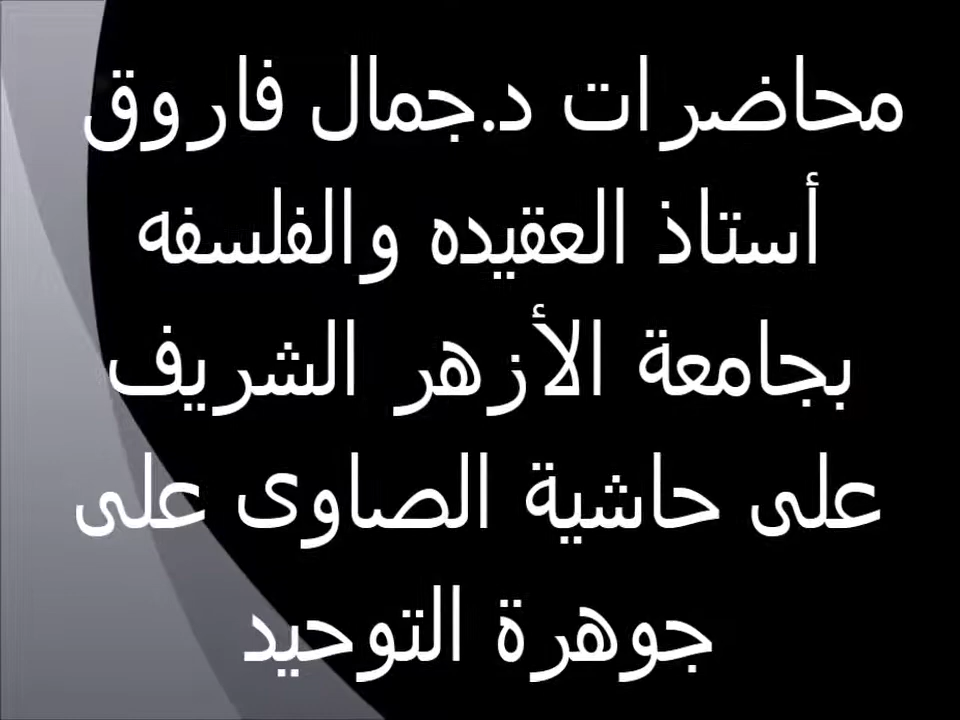 محاضرات د.جمال فاروق
أستاذ العقيده والفلسفه
بجامعة الأزهر الشريف
على حاشية الصاوى على
جوهرة التوحيد